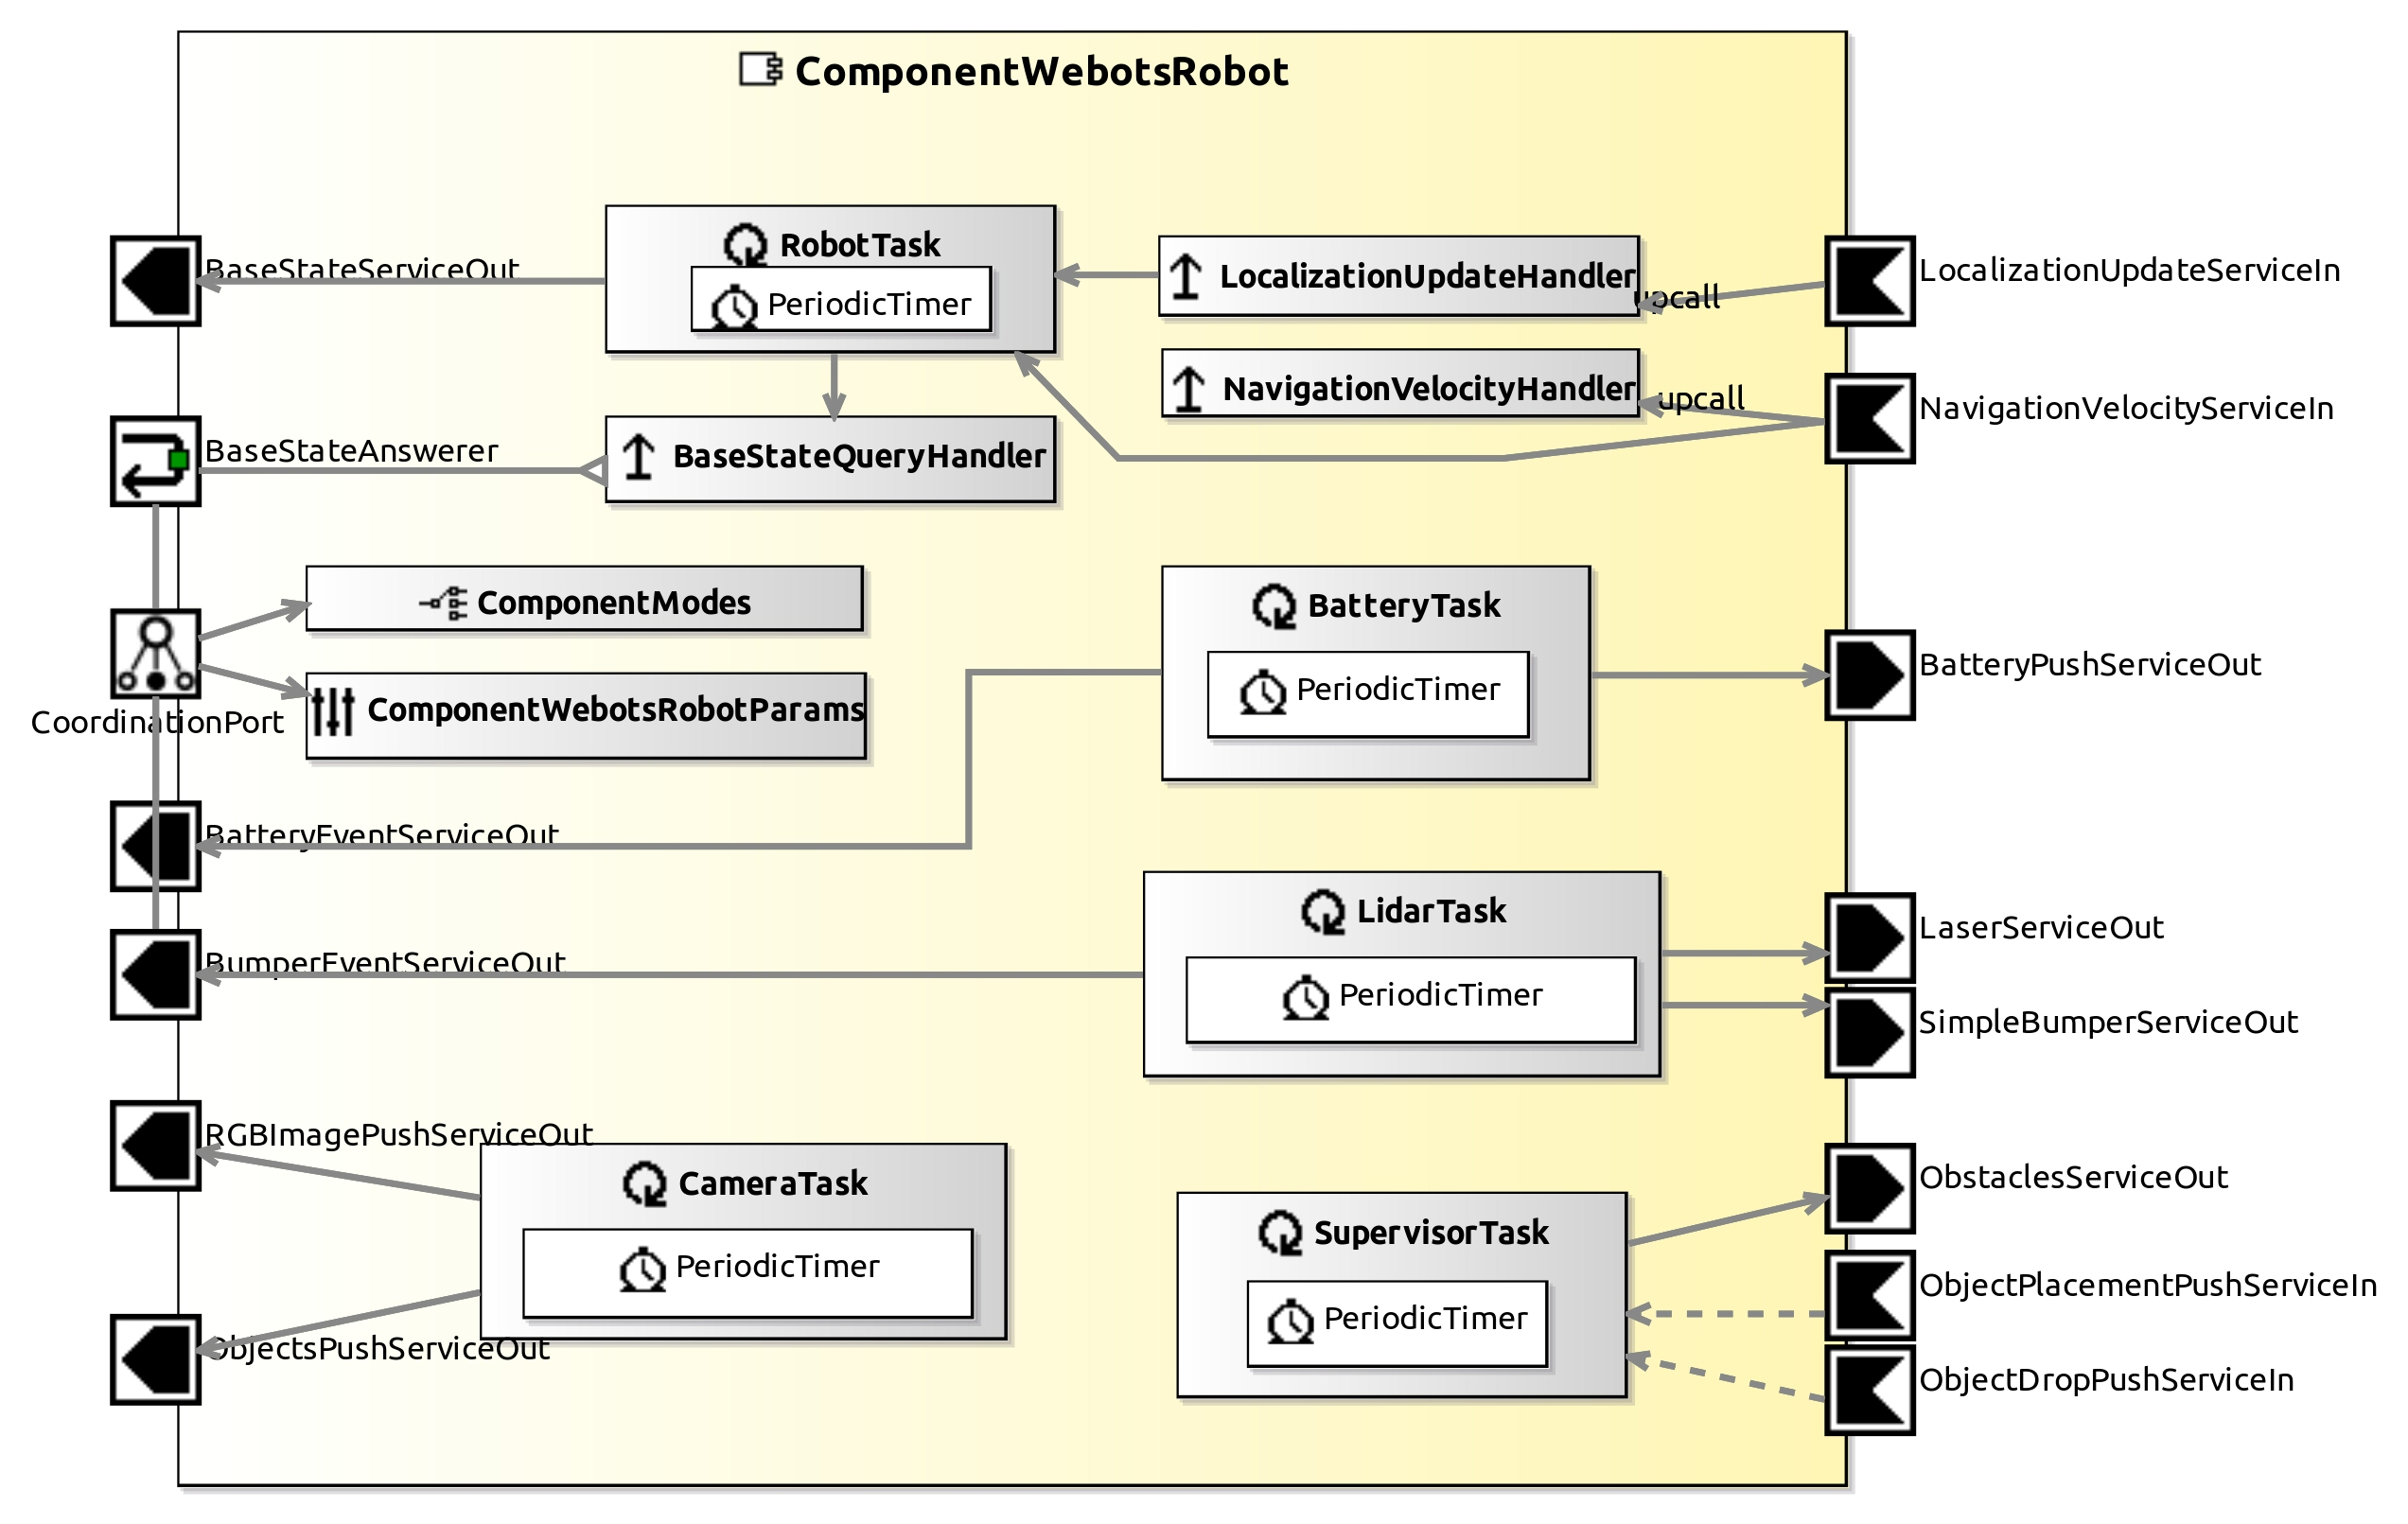 ComponentWebotsRobot
BaseStateServiceOut
RobotTask
PeriodicTimer
LocalizationUpdateHandler
upcall
LocalizationUpdateServiceIn
NavigationVelocityHandler
upcall
NavigationVelocityServiceIn
BaseStateAnswerer
BaseStateQueryHandler
ComponentModes
CoordinationPort
ComponentWebotsRobotParams
BatteryTask
PeriodicTimer
BatteryPushServiceOut
BatteryEventServiceOut
LidarTask
PeriodicTimer
LaserServiceOut
SimpleBumperServiceOut
BumperEventServiceOut
RGBImagePushServiceOut
CameraTask
PeriodicTimer
ObjectsPushServiceOut
SupervisorTask
PeriodicTimer
ObstaclesServiceOut
ObjectPlacementPushServiceIn
ObjectDropPushServiceIn